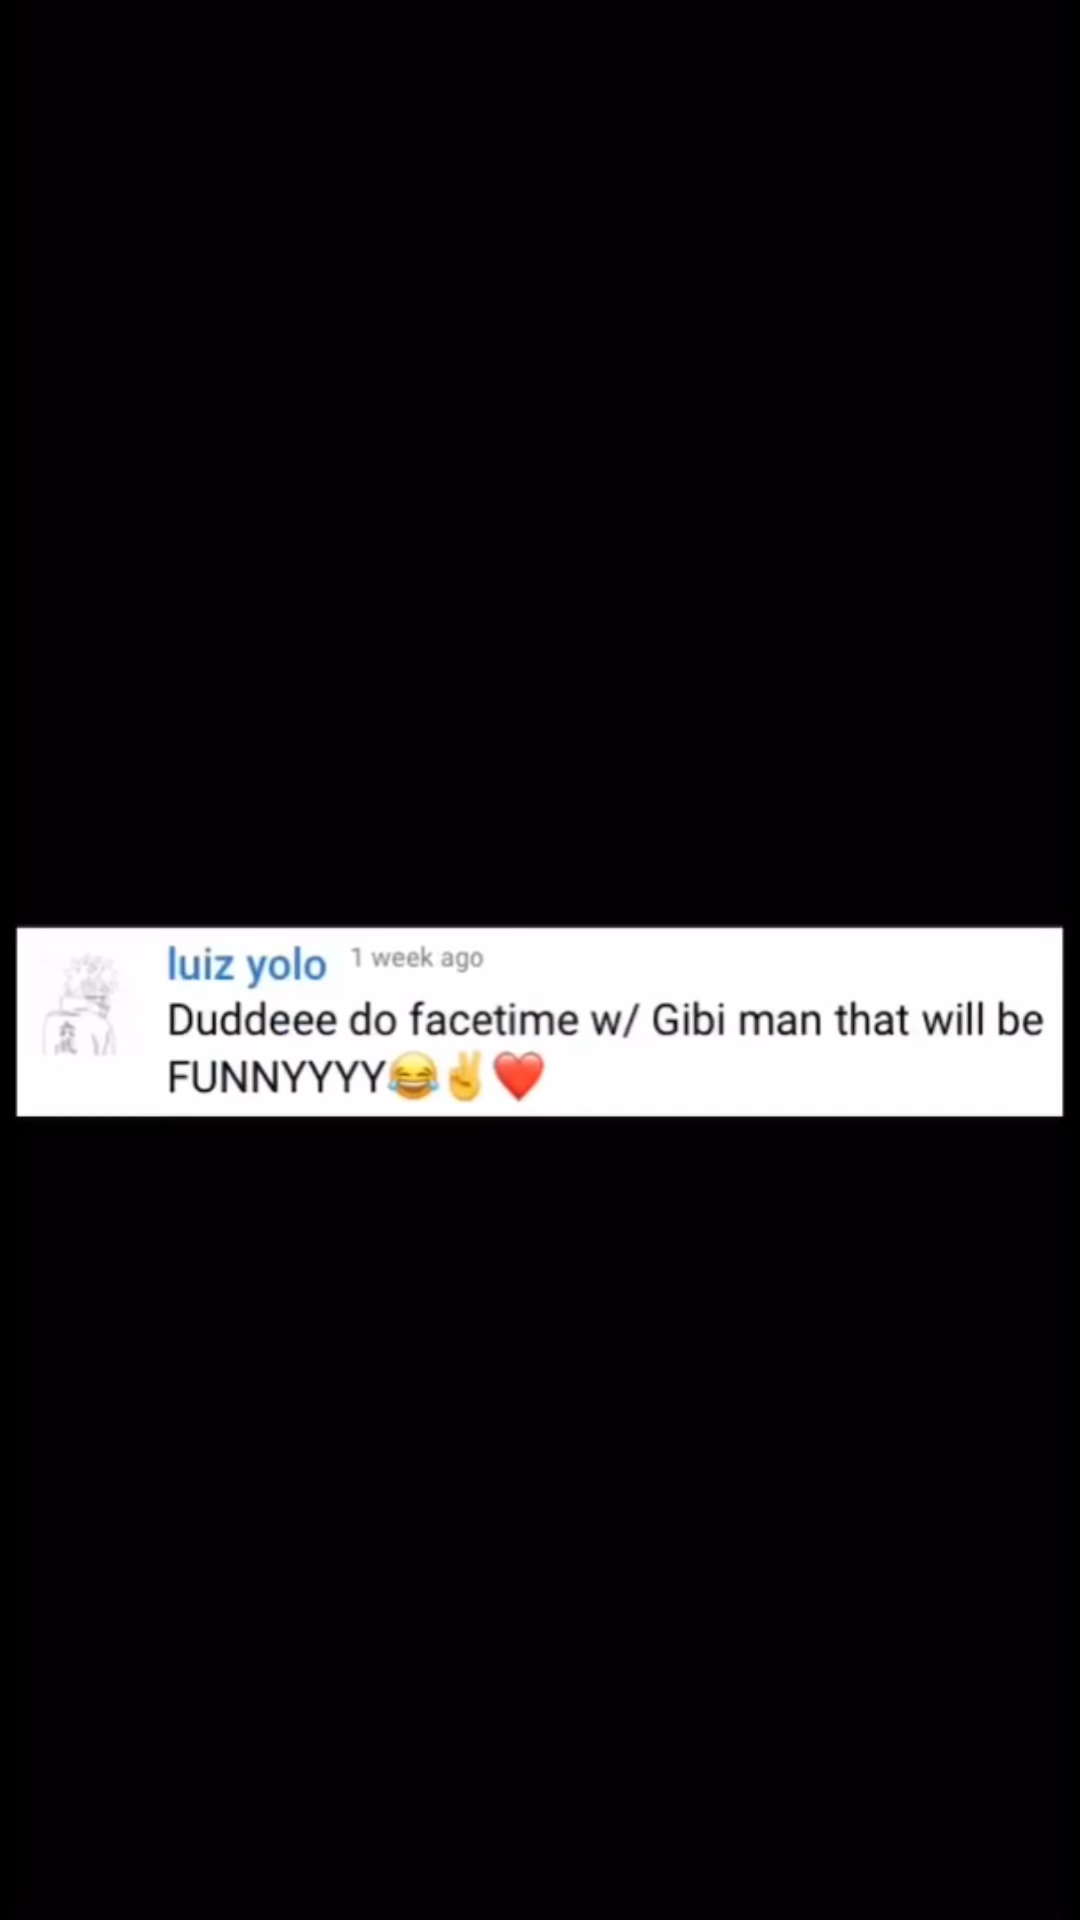 luiz yolo 1 week ago
Duddeee do facetime w/ Gibi man that will be
FUNNYYYY😂✌️❤️